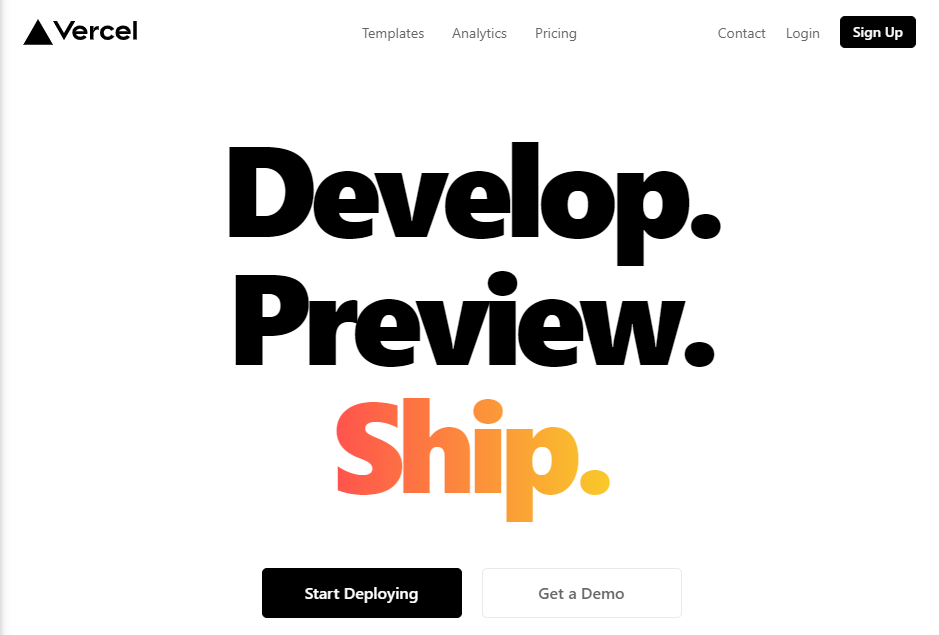 Vercel
Templates Analytics Pricing
Contact Login Sign Up
Develop.
Preview.
Ship.
Start Deploying
Get a Demo